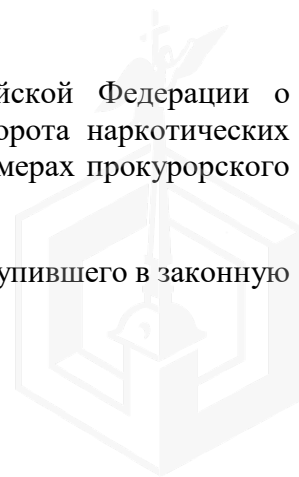 йской Федерации о
орота наркотических
мерах прокурорского
упившего в законную